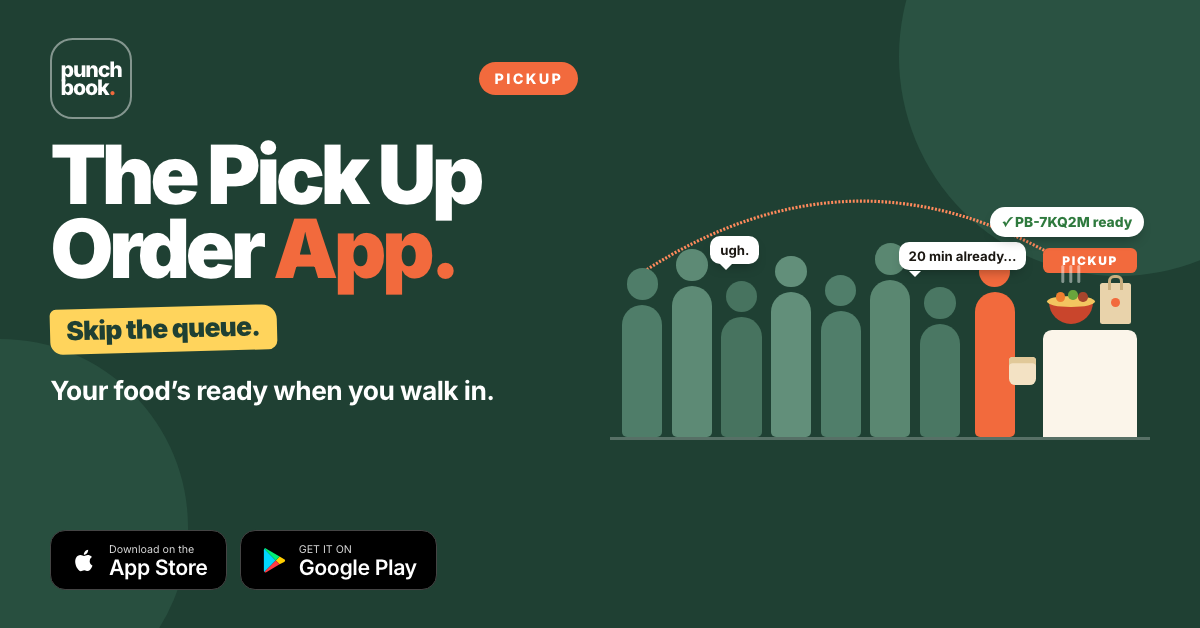 punch
book.
PICKUP
The Pick Up
Order App.
Skip the queue.
Your food’s ready when you walk in.
Download on the
App Store
GET IT ON
Google Play
ugh.
20 min already...
✓PB-7KQ2M ready
PICKUP